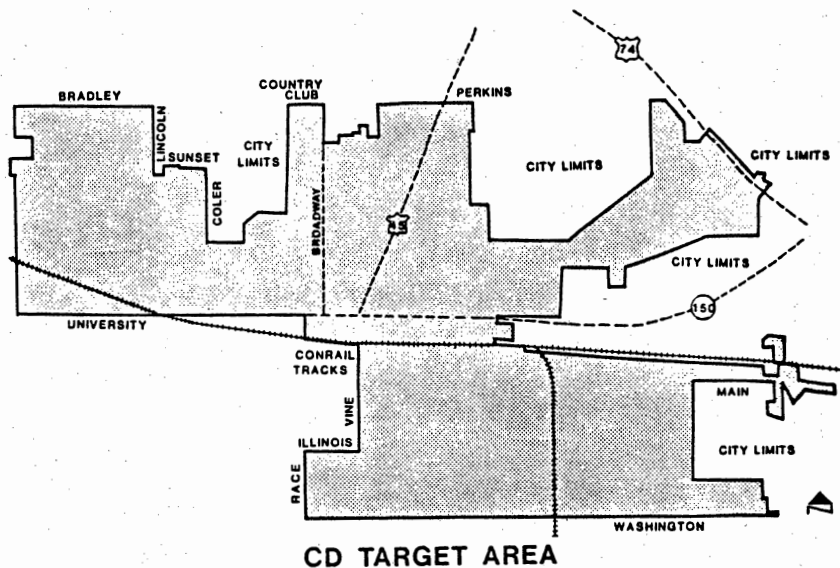 74
COUNTRY
CLUB
BRADLEY
PERKINS
LINCOLN
SUNSET
CITY
LIMITS
CITY LIMITS
CITY LIMITS
COLER
BROADWAY
CITY LIMITS
150
UNIVERSITY
CONRAIL
TRACKS
VINE
MAIN
ILLINOIS
CITY LIMITS
RACE
WASHINGTON
CD TARGET AREA